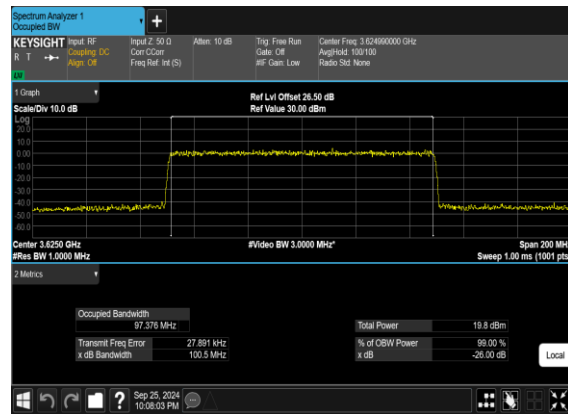 Spectrum Analyzer 1
Occupied BW
+
KEYSIGHT Input: RF Input Z: 50 Ω Atten: 10 dB Trig: Free Run Center Freq: 3.624990000 GHz
R T Coupling: DC Corr CCorr Gate: Off Avg|Hold: 100/100
Align: Off Freq Ref: Int (S) #IF Gain: Low Radio Std: None
1 Graph
Ref Lvl Offset 26.50 dB
Scale/Div 10.0 dB Ref Value 30.00 dBm
Log
20.0
10.0
0.00
-10.0
-20.0
-30.0
-40.0
-50.0
-60.0
Center 3.6250 GHz #Video BW 3.0000 MHz* Span 200 MH
#Res BW 1.0000 MHz Sweep 1.00 ms (1001 pts
2 Metrics
Occupied Bandwidth
97.376 MHz Total Power 19.8 dBm
Transmit Freq Error 27.891 kHz % of OBW Power 99.00 %
x dB Bandwidth 100.5 MHz x dB -26.00 dB
Local
? Sep 25, 2024
10:08:03 PM